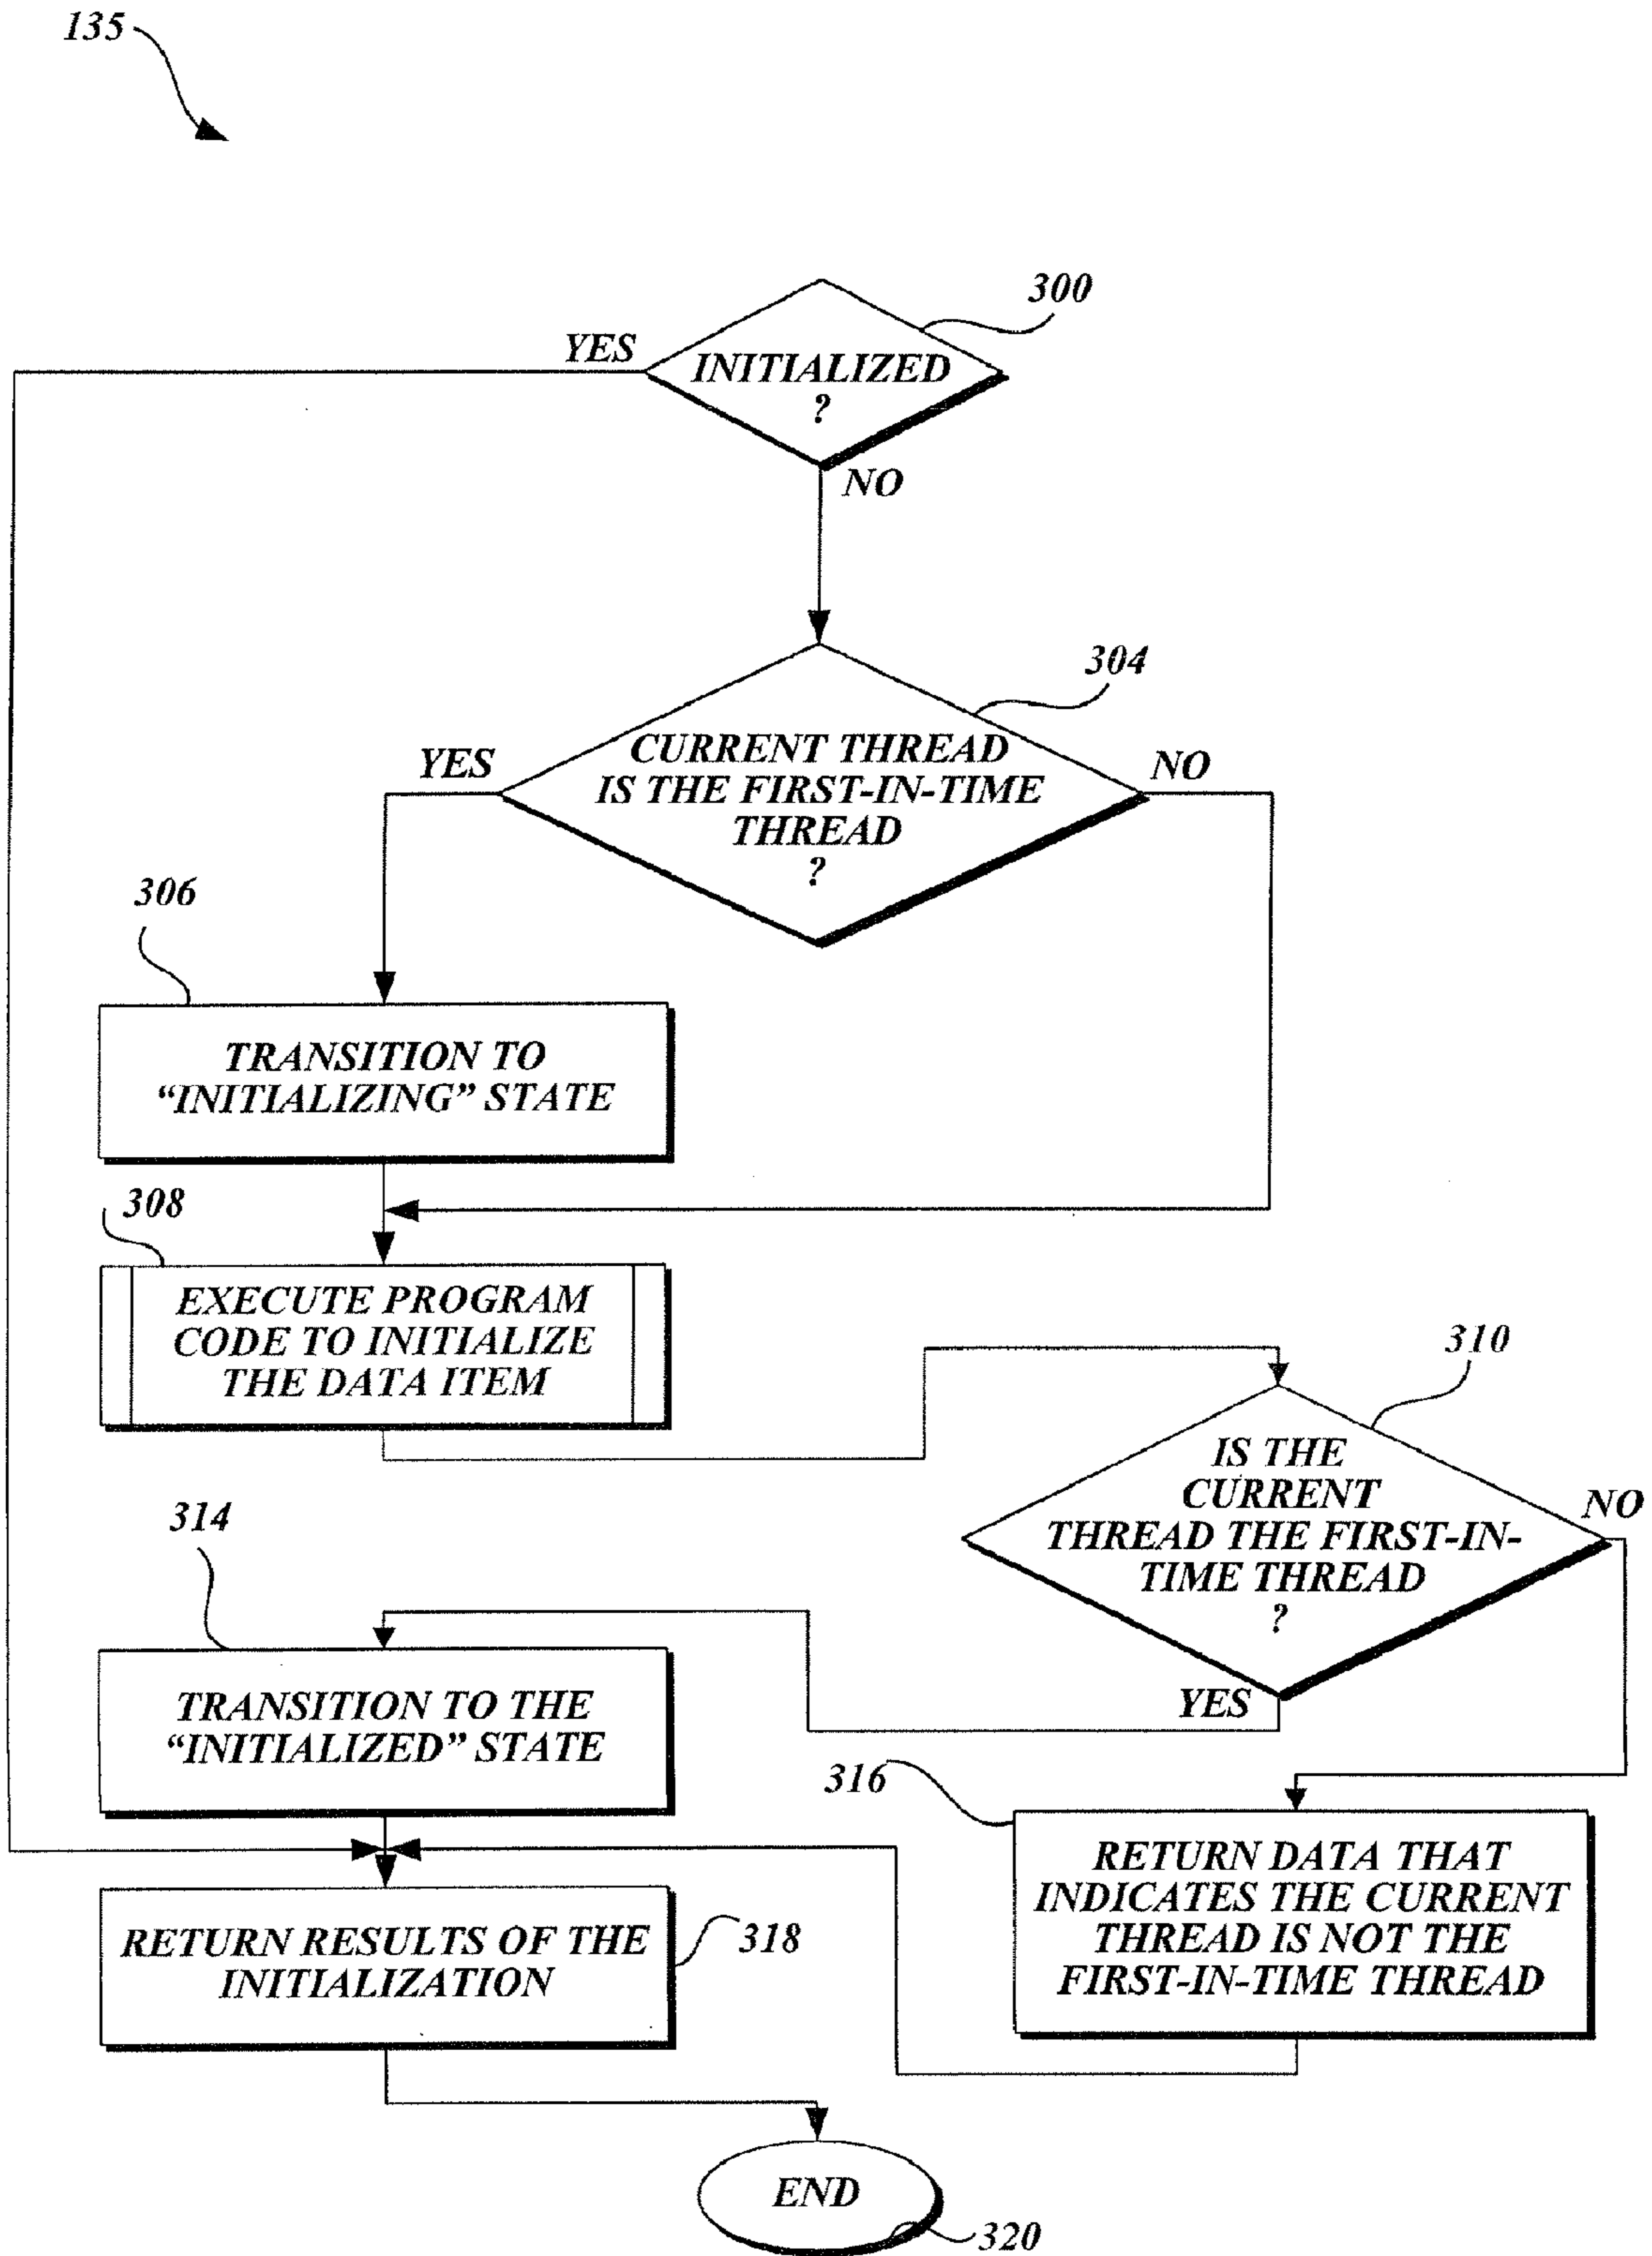 135
300
YES
INITIALIZED
?
NO
304
YES
CURRENT THREAD
IS THE FIRST-IN-TIME
THREAD
?
NO
306
TRANSITION TO
“INITIALIZING” STATE
308
EXECUTE PROGRAM
CODE TO INITIALIZE
THE DATA ITEM
310
IS THE
CURRENT
THREAD THE FIRST-IN-
TIME THREAD
?
NO
YES
314
TRANSITION TO THE
“INITIALIZED” STATE
316
RETURN DATA THAT
INDICATES THE CURRENT
THREAD IS NOT THE
FIRST-IN-TIME THREAD
RETURN RESULTS OF THE
INITIALIZATION
318
END
320